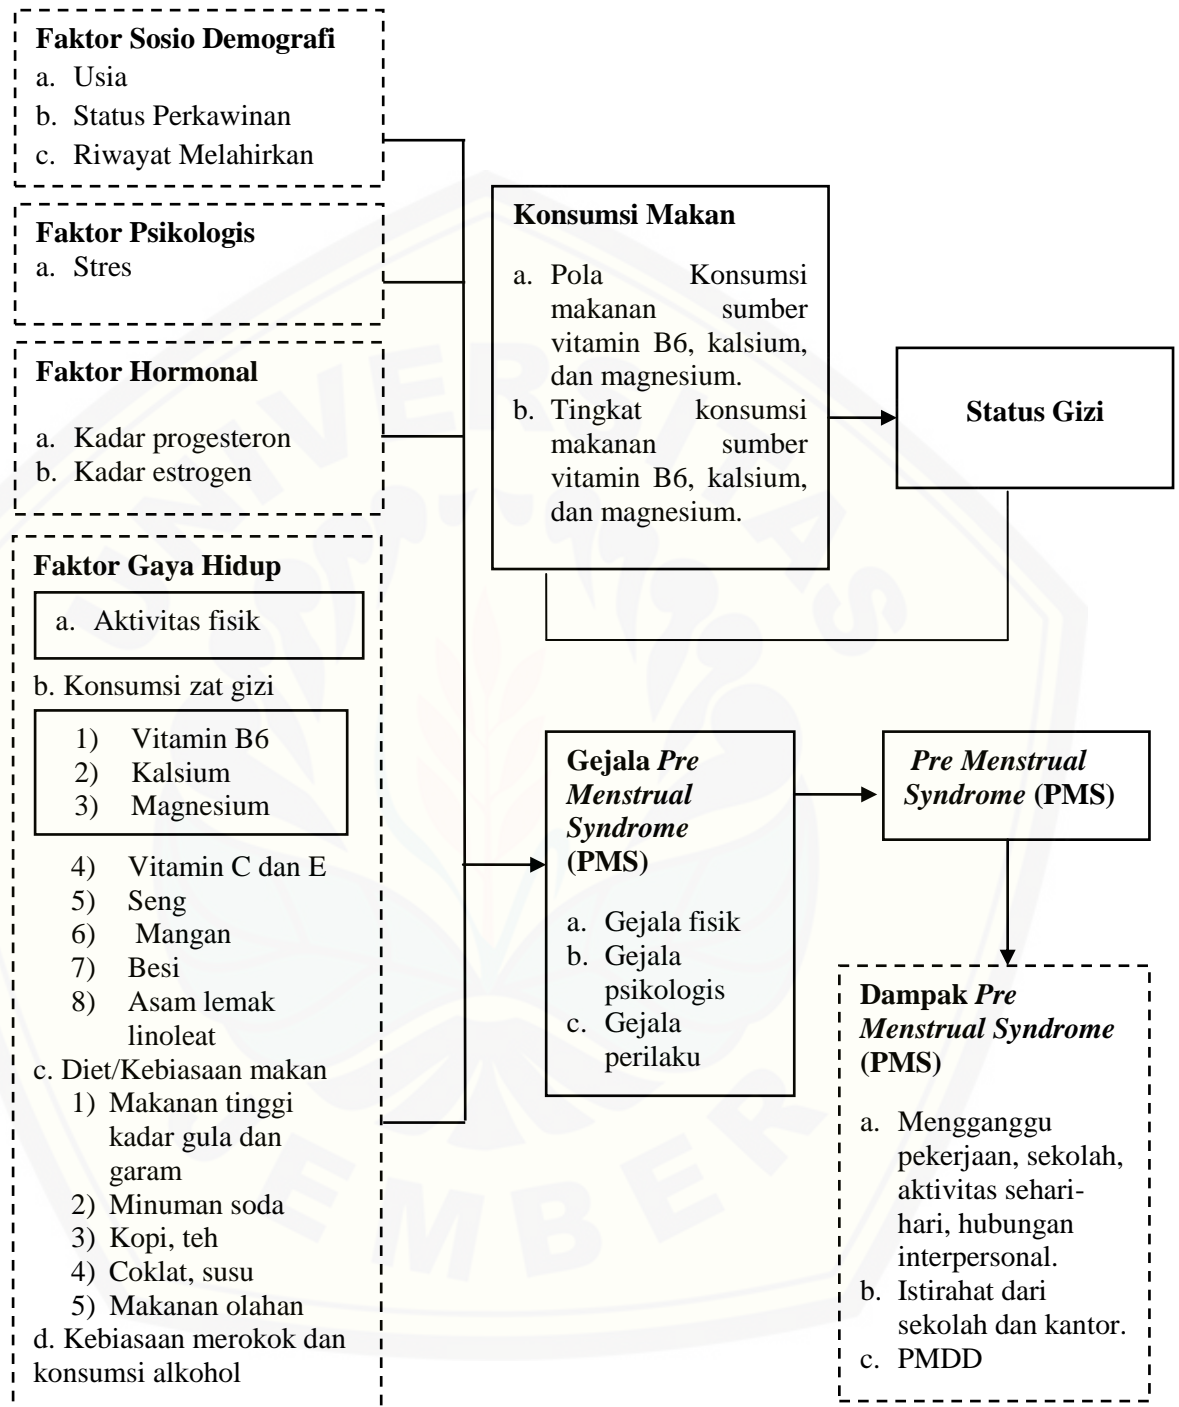 Faktor Sosio Demografi
a. Usia
b. Status Perkawinan
c. Riwayat Melahirkan
Faktor Psikologis
a. Stres
Faktor Hormonal
a. Kadar progesteron
b. Kadar estrogen
Faktor Gaya Hidup
a. Aktivitas fisik
b. Konsumsi zat gizi
1) Vitamin B6
2) Kalsium
3) Magnesium
4) Vitamin C dan E
5) Seng
6) Mangan
7) Besi
8) Asam lemak
linoleat
c. Diet/Kebiasaan makan
1) Makanan tinggi
kadar gula dan
garam
2) Minuman soda
3) Kopi, teh
4) Coklat, susu
5) Makanan olahan
d. Kebiasaan merokok dan
konsumsi alkohol
Konsumsi Makan
a. Pola Konsumsi
makanan sumber
vitamin B6, kalsium,
dan magnesium.
b. Tingkat konsumsi
makanan sumber
vitamin B6, kalsium,
dan magnesium.
Status Gizi
Gejala Pre
Menstrual
Syndrome
(PMS)
a. Gejala fisik
b. Gejala
psikologis
c. Gejala
perilaku
Pre Menstrual
Syndrome (PMS)
Dampak Pre
Menstrual Syndrome
(PMS)
a. Mengganggu
pekerjaan, sekolah,
aktivitas sehari-
hari, hubungan
interpersonal.
b. Istirahat dari
sekolah dan kantor.
c. PMDD
UNIVERSITAS
JEMBER